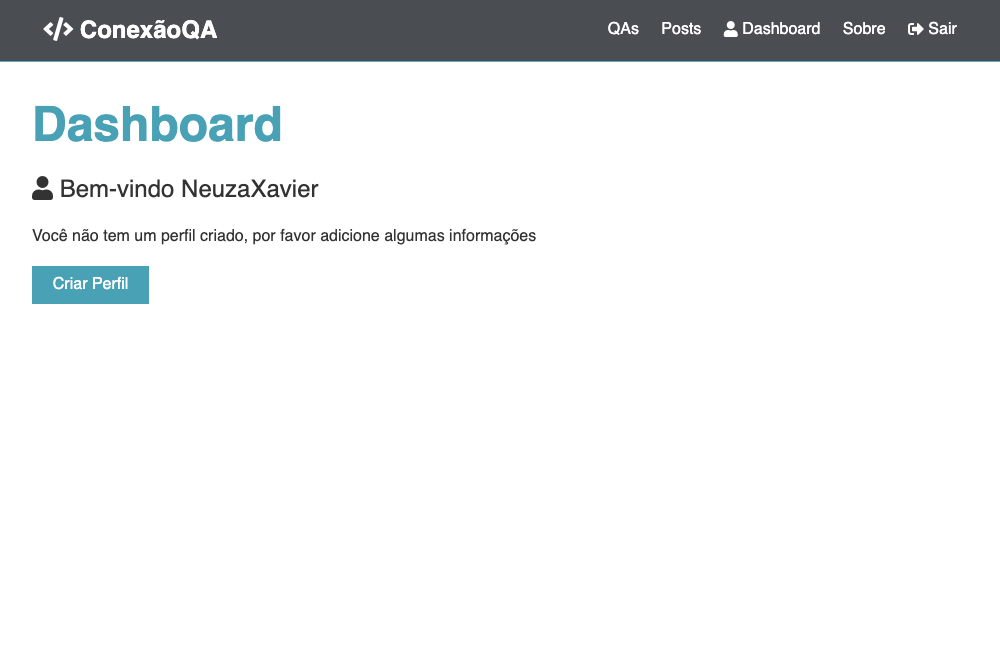 ConexãoQA
QAs Posts Dashboard Sobre Sair
Dashboard
Bem-vindo NeuzaXavier
Você não tem um perfil criado, por favor adicione algumas informações
Criar Perfil